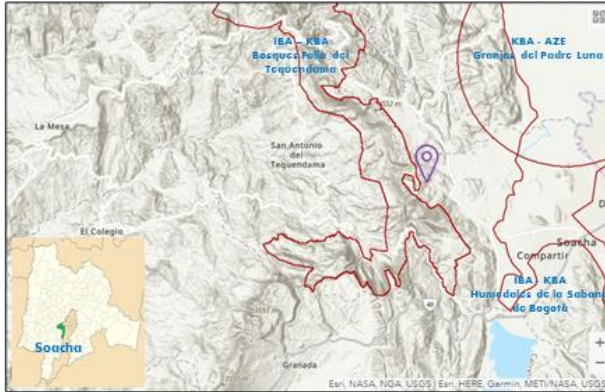 IBA – KBA
Bosques Falla del
Tequendama
KBA - AZE
Granjas del Padre Luna
La Mesa
San Antonio
del
Tequendama
El Colegio
Soacha
Compartir
IBA - KBA
Humedales de la Sabana
de Bogotá
Soacha
40
Granada
Esri, NASA, NGA, USGS | Esri, HERE, Garmin, METI/NASA, USGS